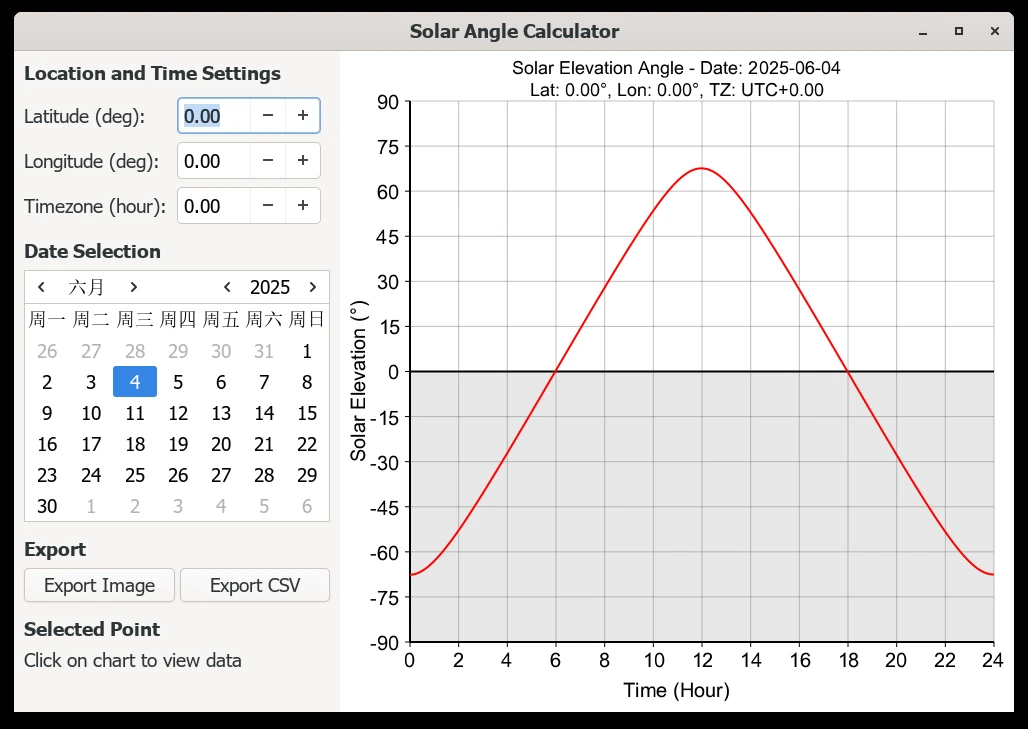 Solar Angle Calculator
Location and Time Settings
Latitude (deg): 0.00 − +
Longitude (deg): 0.00 − +
Timezone (hour): 0.00 − +
Date Selection
‹ 六月 › ‹ 2025 ›
周一 周二 周三 周四 周五 周六 周日
26 27 28 29 30 31 1
2 3 4 5 6 7 8
9 10 11 12 13 14 15
16 17 18 19 20 21 22
23 24 25 26 27 28 29
30 1 2 3 4 5 6
Export
Export Image Export CSV
Selected Point
Click on chart to view data
Solar Elevation Angle - Date: 2025-06-04
Lat: 0.00°, Lon: 0.00°, TZ: UTC+0.00
Solar Elevation (°)
90
75
60
45
30
15
0
-15
-30
-45
-60
-75
-90
0 2 4 6 8 10 12 14 16 18 20 22 24
Time (Hour)